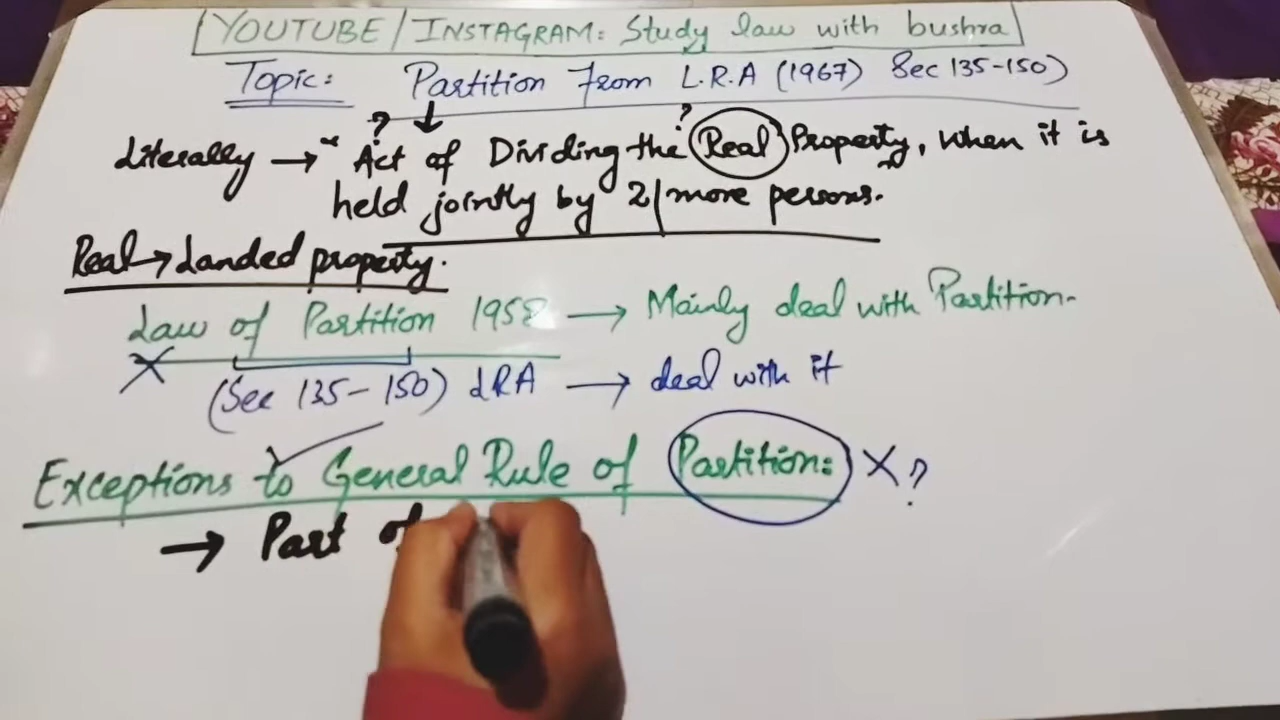 YOUTUBE/INSTAGRAM: Study law with bushra
Topic: Partition From L.R.A (1967) Sec 135-150)
? ?
Literally → " Act of Dividing the Real Property, when it is
held jointly by 2/more persons.
Real → Landed property.
Law of Partition 1958 → Mainly deal with Partition.
X (Sec 135-150) LRA → deal with it
Exceptions to General Rule of Partition: X ?
→ Part of